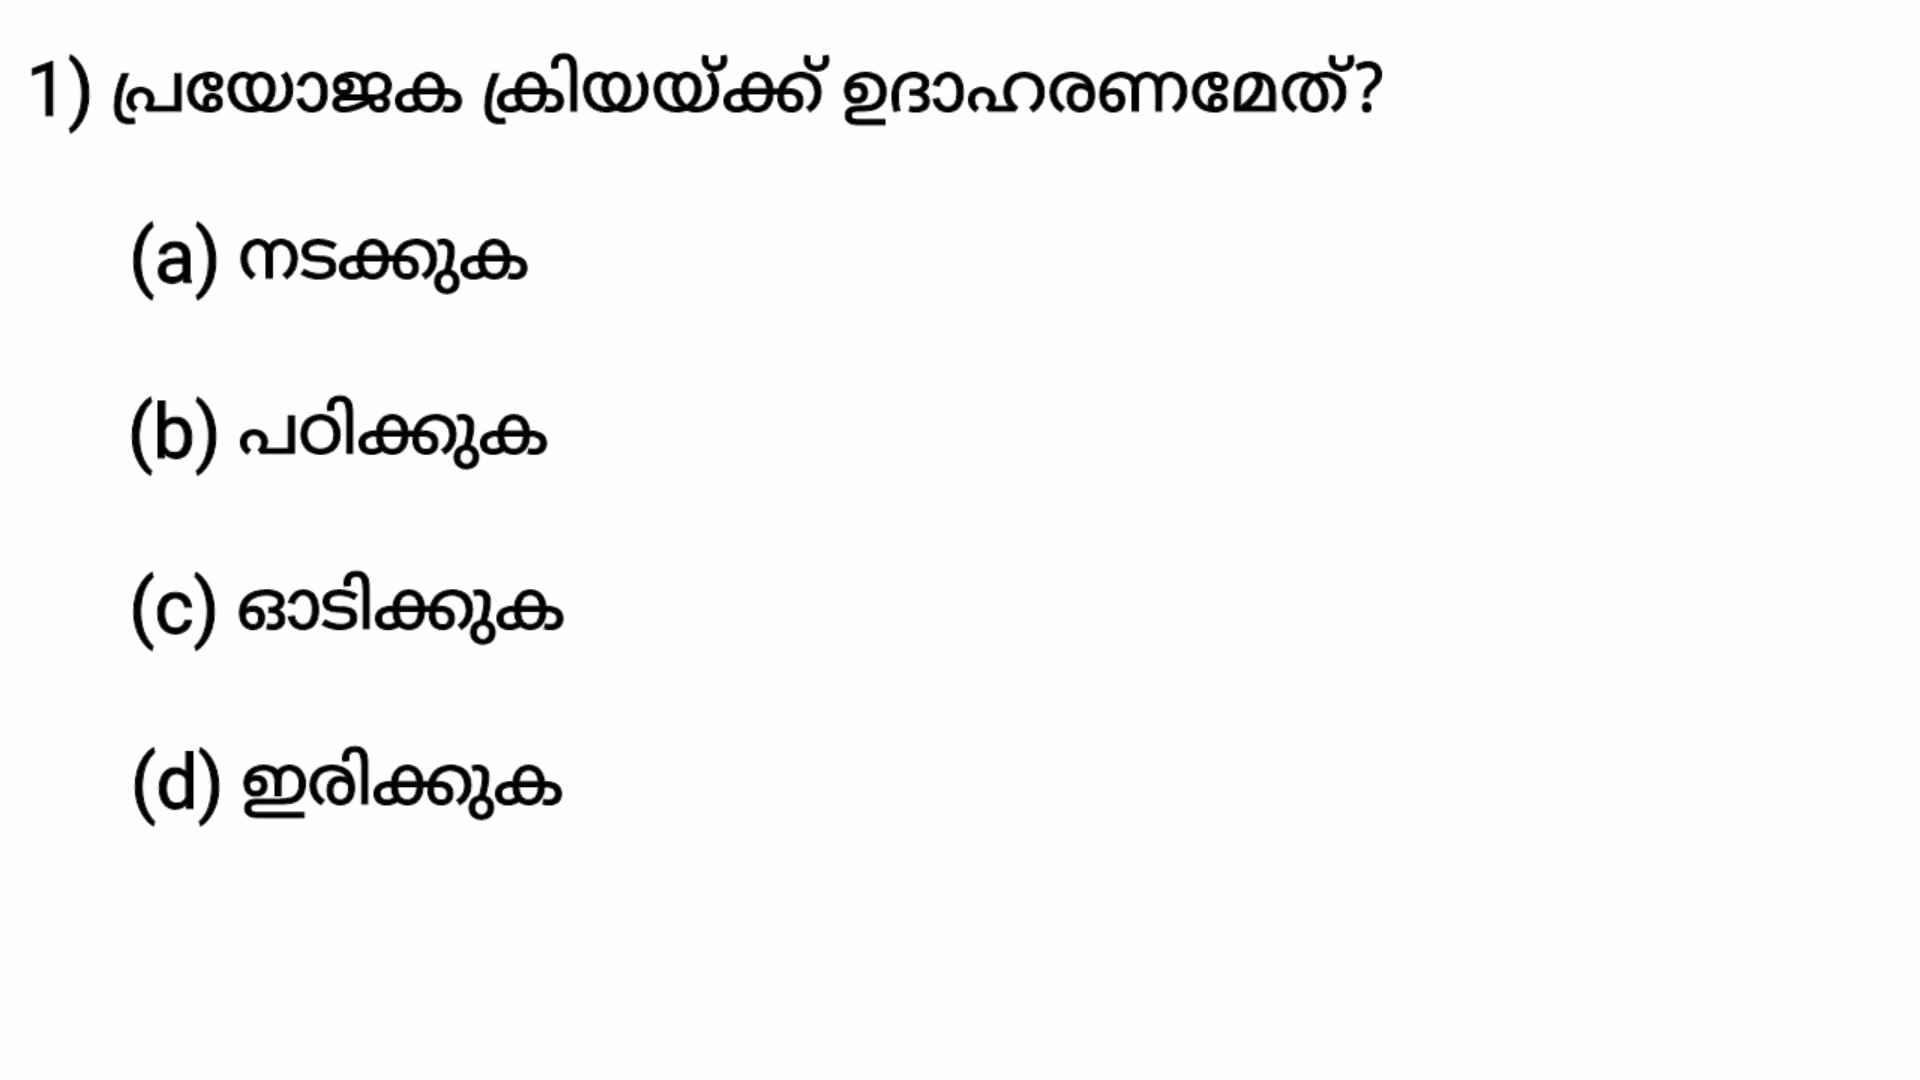 1) പ്രയോജക ക്രിയയ്ക്ക് ഉദാഹരണമേത്?
(a) നടക്കുക
(b) പഠിക്കുക
(c) ഓടിക്കുക
(d) ഇരിക്കുക